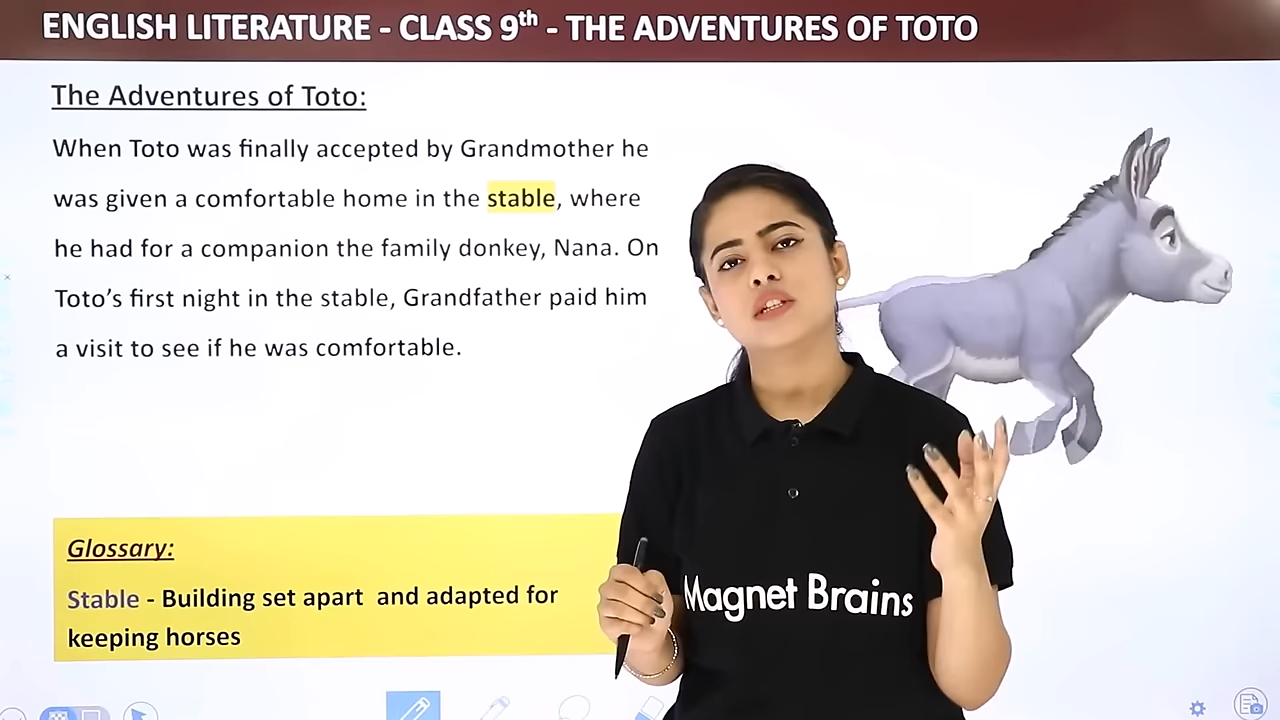 ENGLISH LITERATURE - CLASS 9th - THE ADVENTURES OF TOTO
The Adventures of Toto:
When Toto was finally accepted by Grandmother he
was given a comfortable home in the stable, where
he had for a companion the family donkey, Nana. On
Toto's first night in the stable, Grandfather paid him
a visit to see if he was comfortable.
Glossary:
Stable - Building set apart and adapted for
keeping horses
Magnet Brains